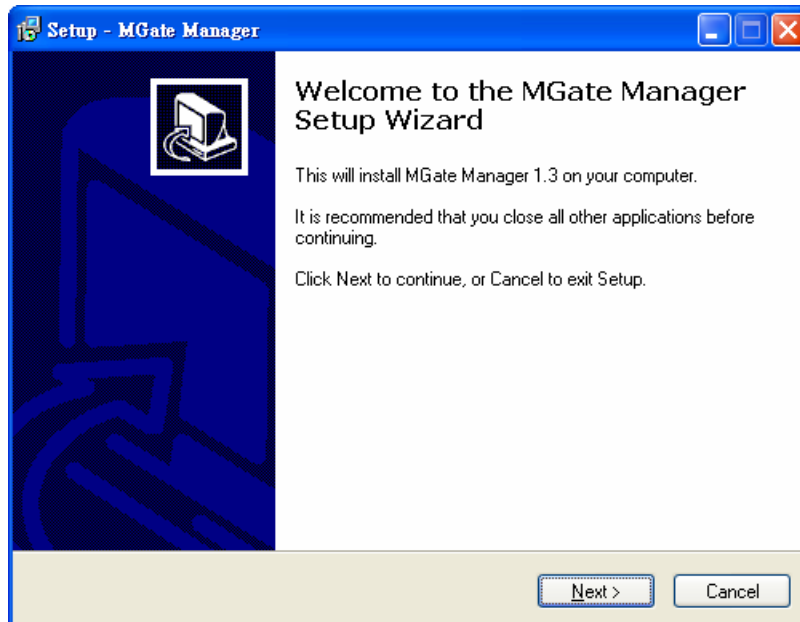 Setup - MGate Manager
Welcome to the MGate Manager
Setup Wizard
This will install MGate Manager 1.3 on your computer.
It is recommended that you close all other applications before
continuing.
Click Next to continue, or Cancel to exit Setup.
Next >
Cancel